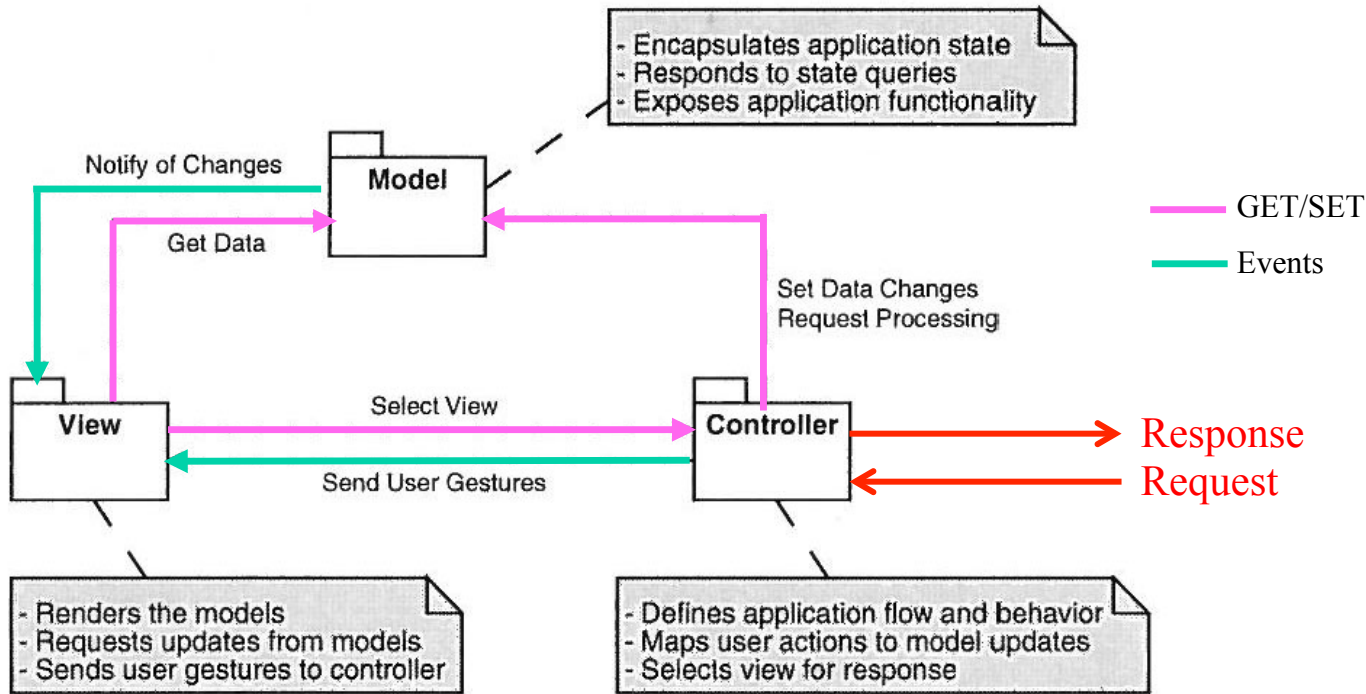 - Encapsulates application state
- Responds to state queries
- Exposes application functionality
Notify of Changes
Model
Get Data
GET/SET
Events
Set Data Changes
Request Processing
View
Select View
Controller
Send User Gestures
Response
Request
- Renders the models
- Requests updates from models
- Sends user gestures to controller
- Defines application flow and behavior
- Maps user actions to model updates
- Selects view for response